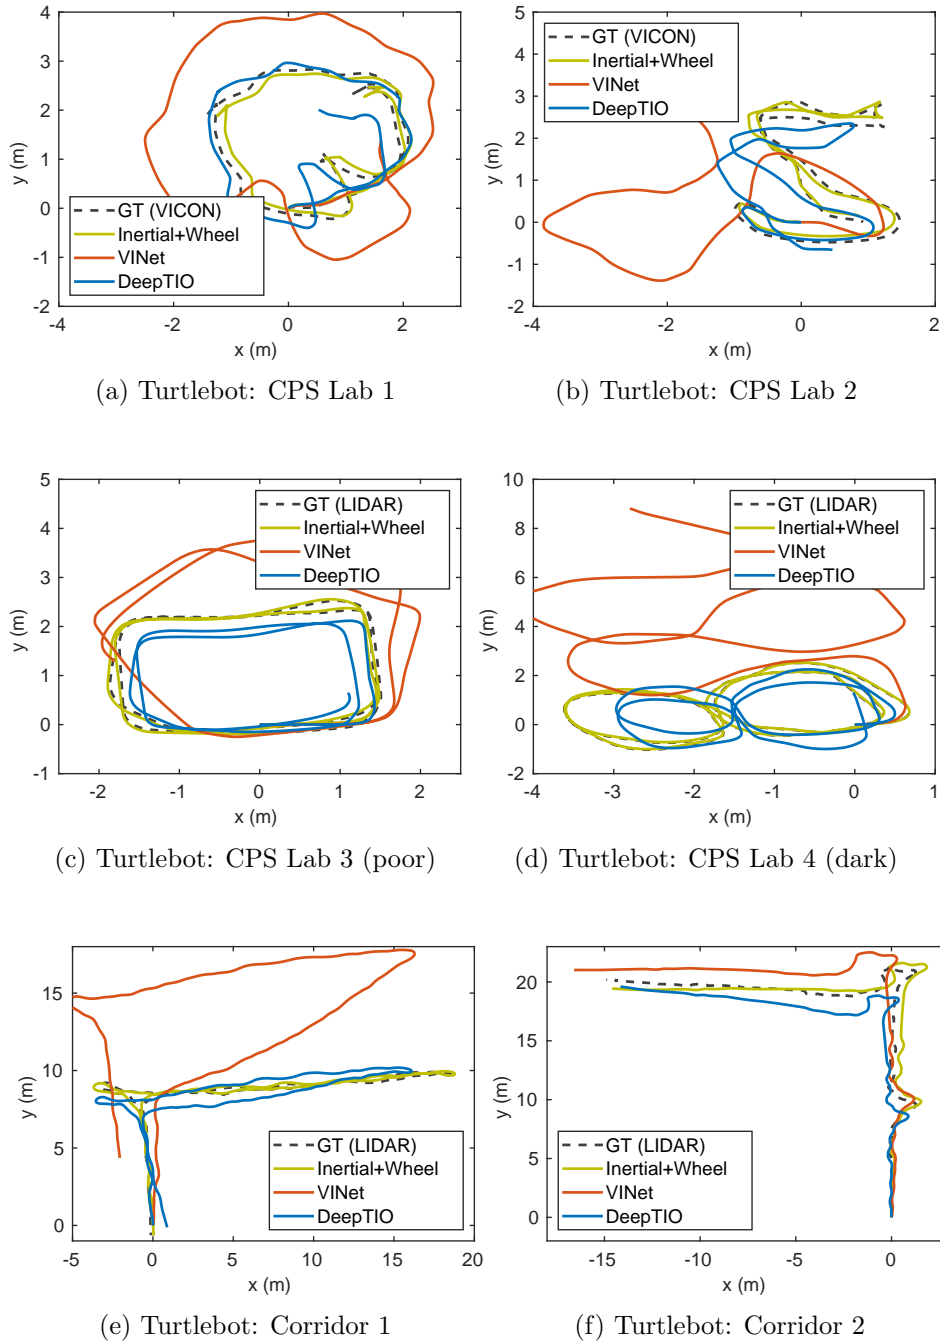 4
3
2
1
0
-1
-2
y (m)
GT (VICON)
Inertial+Wheel
VINet
DeepTIO
-4
-2
0
2
x (m)
(a) Turtlebot: CPS Lab 1
5
4
3
2
1
0
-1
-2
y (m)
GT (VICON)
Inertial+Wheel
VINet
DeepTIO
-4
-2
0
2
x (m)
(b) Turtlebot: CPS Lab 2
5
4
3
2
1
0
-1
y (m)
GT (LIDAR)
Inertial+Wheel
VINet
DeepTIO
-2
-1
0
1
2
x (m)
(c) Turtlebot: CPS Lab 3 (poor)
10
8
6
4
2
0
-2
y (m)
GT (LIDAR)
Inertial+Wheel
VINet
DeepTIO
-4
-3
-2
-1
0
1
x (m)
(d) Turtlebot: CPS Lab 4 (dark)
15
10
5
0
y (m)
GT (LIDAR)
Inertial+Wheel
VINet
DeepTIO
-5
0
5
10
15
20
x (m)
(e) Turtlebot: Corridor 1
20
15
10
5
0
y (m)
GT (LIDAR)
Inertial+Wheel
VINet
DeepTIO
-15
-10
-5
0
x (m)
(f) Turtlebot: Corridor 2